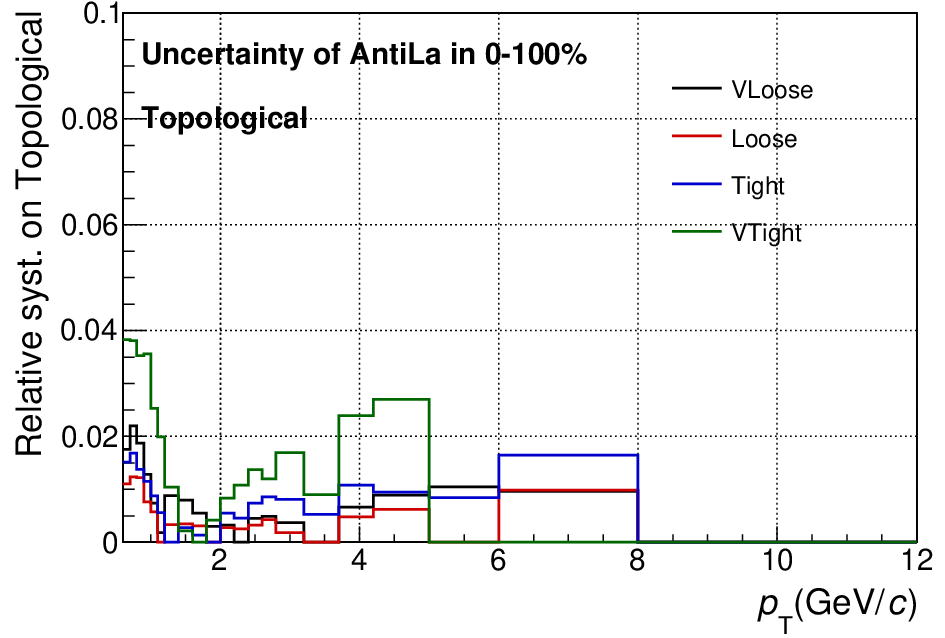 0.1
Uncertainty of AntiLa in 0-100%
VLoose
0.08
Topological
Loose
Tight
0.06
VTight
0.04
0.02
0
2
4
6
8
10
12
Relative syst. on Topological
p_T(GeV/c)